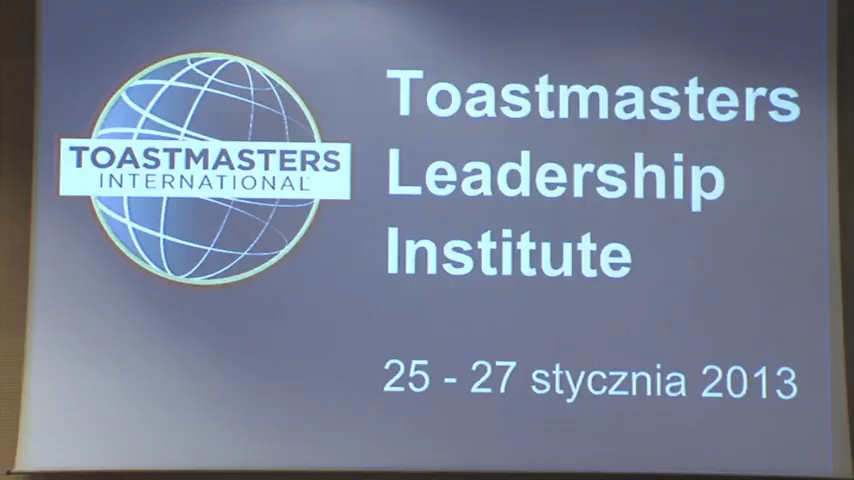 TOASTMASTERS
INTERNATIONAL
Toastmasters
Leadership
Institute
25 - 27 stycznia 2013